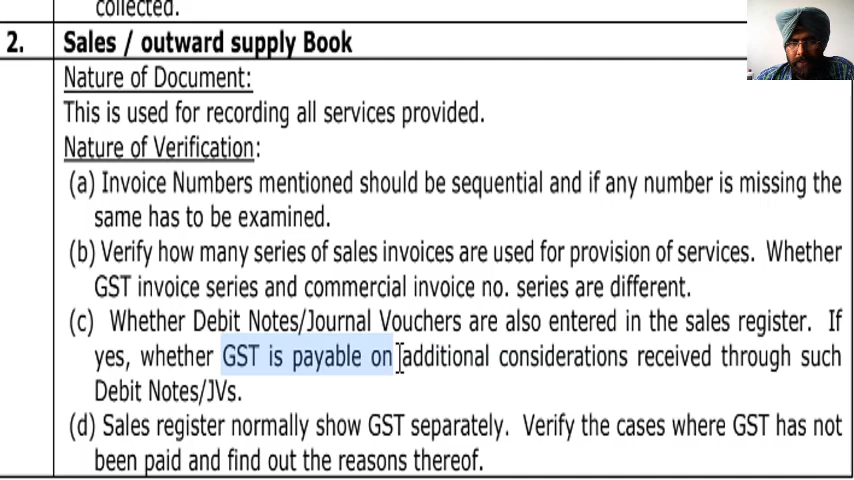 collected.
2. Sales / outward supply Book
Nature of Document:
This is used for recording all services provided.
Nature of Verification:
(a) Invoice Numbers mentioned should be sequential and if any number is missing the
same has to be examined.
(b) Verify how many series of sales invoices are used for provision of services. Whether
GST invoice series and commercial invoice no. series are different.
(c) Whether Debit Notes/Journal Vouchers are also entered in the sales register. If
yes, whether GST is payable on additional considerations received through such
Debit Notes/JVs.
(d) Sales register normally show GST separately. Verify the cases where GST has not
been paid and find out the reasons thereof.